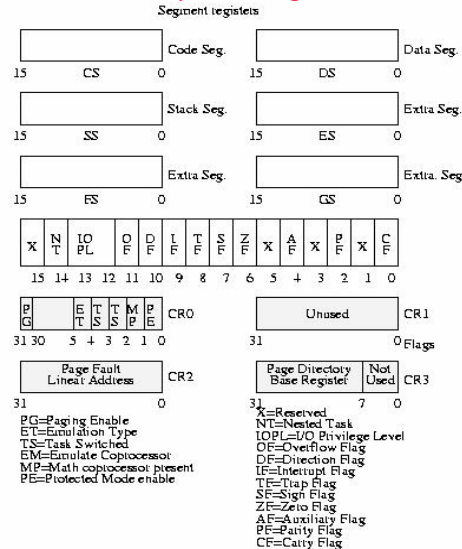 Segment registers
Code Seg. Data Seg.
15 CS 0 15 DS 0
Stack Seg. Extra Seg.
15 SS 0 15 ES 0
Extra Seg. Extra. Seg
15 FS 0 15 GS 0
X NT IOPL OF DF IF TF SF ZF X AF X PF X CF
15 14 13 12 11 10 9 8 7 6 5 4 3 2 1 0
PG ET TS TS MP PE CR0 Unused CR1
31 30 5 4 3 2 1 0 31 0 Flags
Page Fault Linear Address CR2 Page Directory Base Register Not Used CR3
31 0 31 7 0
PG=Paging Enable
ET=Emulation Type
TS=Task Switched
EM=Emulate Coprocessor
MP=Math coprocessor present
PE=Protected Mode enable
X=Reserved
NT=Nested Task
IOPL=I/O Privilege Level
OF=Overflow Flag
DF=Direction Flag
IF=Interrupt Flag
TF=Trap Flag
SF=Sign Flag
ZF=Zero Flag
AF=Auxiliary Flag
PF=Parity Flag
CF=Carry Flag